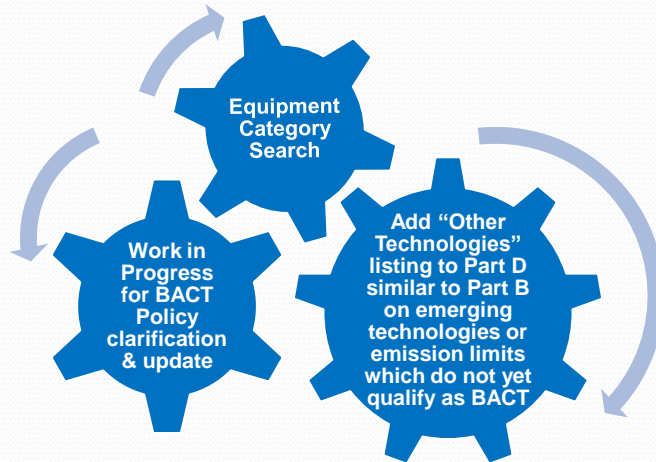 Equipment
Category
Search
Work in
Progress
for BACT
Policy
clarification
& update
Add “Other
Technologies”
listing to Part D
similar to Part B
on emerging
technologies or
emission limits
which do not yet
qualify as BACT